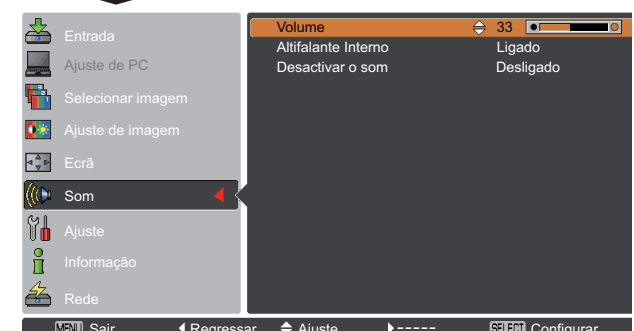 Entrada
Ajuste de PC
Selecionar imagem
Ajuste de imagem
Ecrã
Som
Ajuste
Informação
Rede
Volume 33
Altifalante Interno Ligado
Desactivar o som Desligado
MENU Sair Regressar Ajuste ----- SELECT Configurar